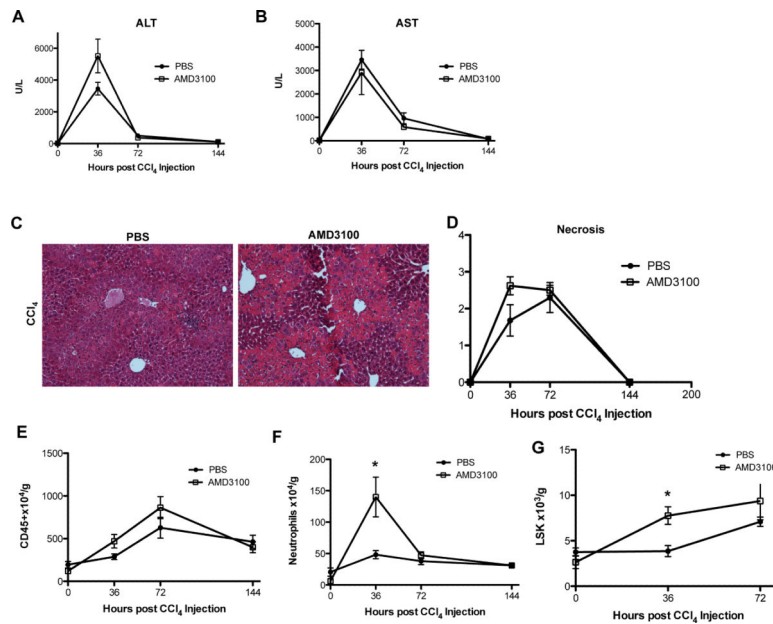 A
ALT
U/L
6000
4000
2000
0
0
36
72
144
Hours post CCl4 Injection
PBS
AMD3100
B
AST
U/L
5000
4000
3000
2000
1000
0
0
36
72
144
Hours post CCl4 Injection
PBS
AMD3100
C
PBS
AMD3100
CCl4
D
Necrosis
4
3
2
1
0
0
36
72
144
200
Hours post CCl4 Injection
PBS
AMD3100
E
CD45+x10⁴/g
1500
1000
500
0
0
36
72
144
Hours post CCl4 Injection
PBS
AMD3100
F
Neutrophils x10⁴/g
200
150
100
50
0
*
0
36
72
144
Hours post CCl4 Injection
PBS
AMD3100
G
LSK x10³/g
15
10
5
0
*
0
36
72
Hours post CCl4 Injection
PBS
AMD3100